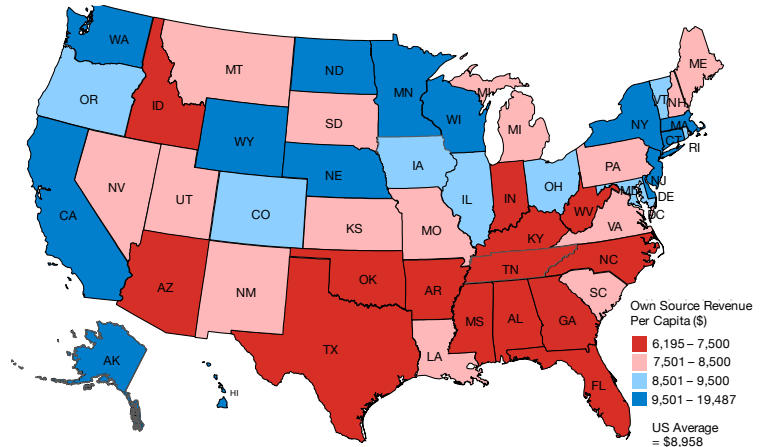 WA
MT
ND
MN
ME
OR
ID
SD
WI
MI
MI
VT
NH
NY
MA
CT
RI
WY
IA
NE
PA
NJ
NV
UT
CO
IL
IN
OH
MD
DE
DC
CA
KS
MO
WV
VA
KY
NC
AZ
NM
OK
TN
AR
SC
MS
AL
GA
TX
LA
FL
AK
HI
Own Source Revenue
Per Capita ($)
6,195 – 7,500
7,501 – 8,500
8,501 – 9,500
9,501 – 19,487
US Average
= $8,958